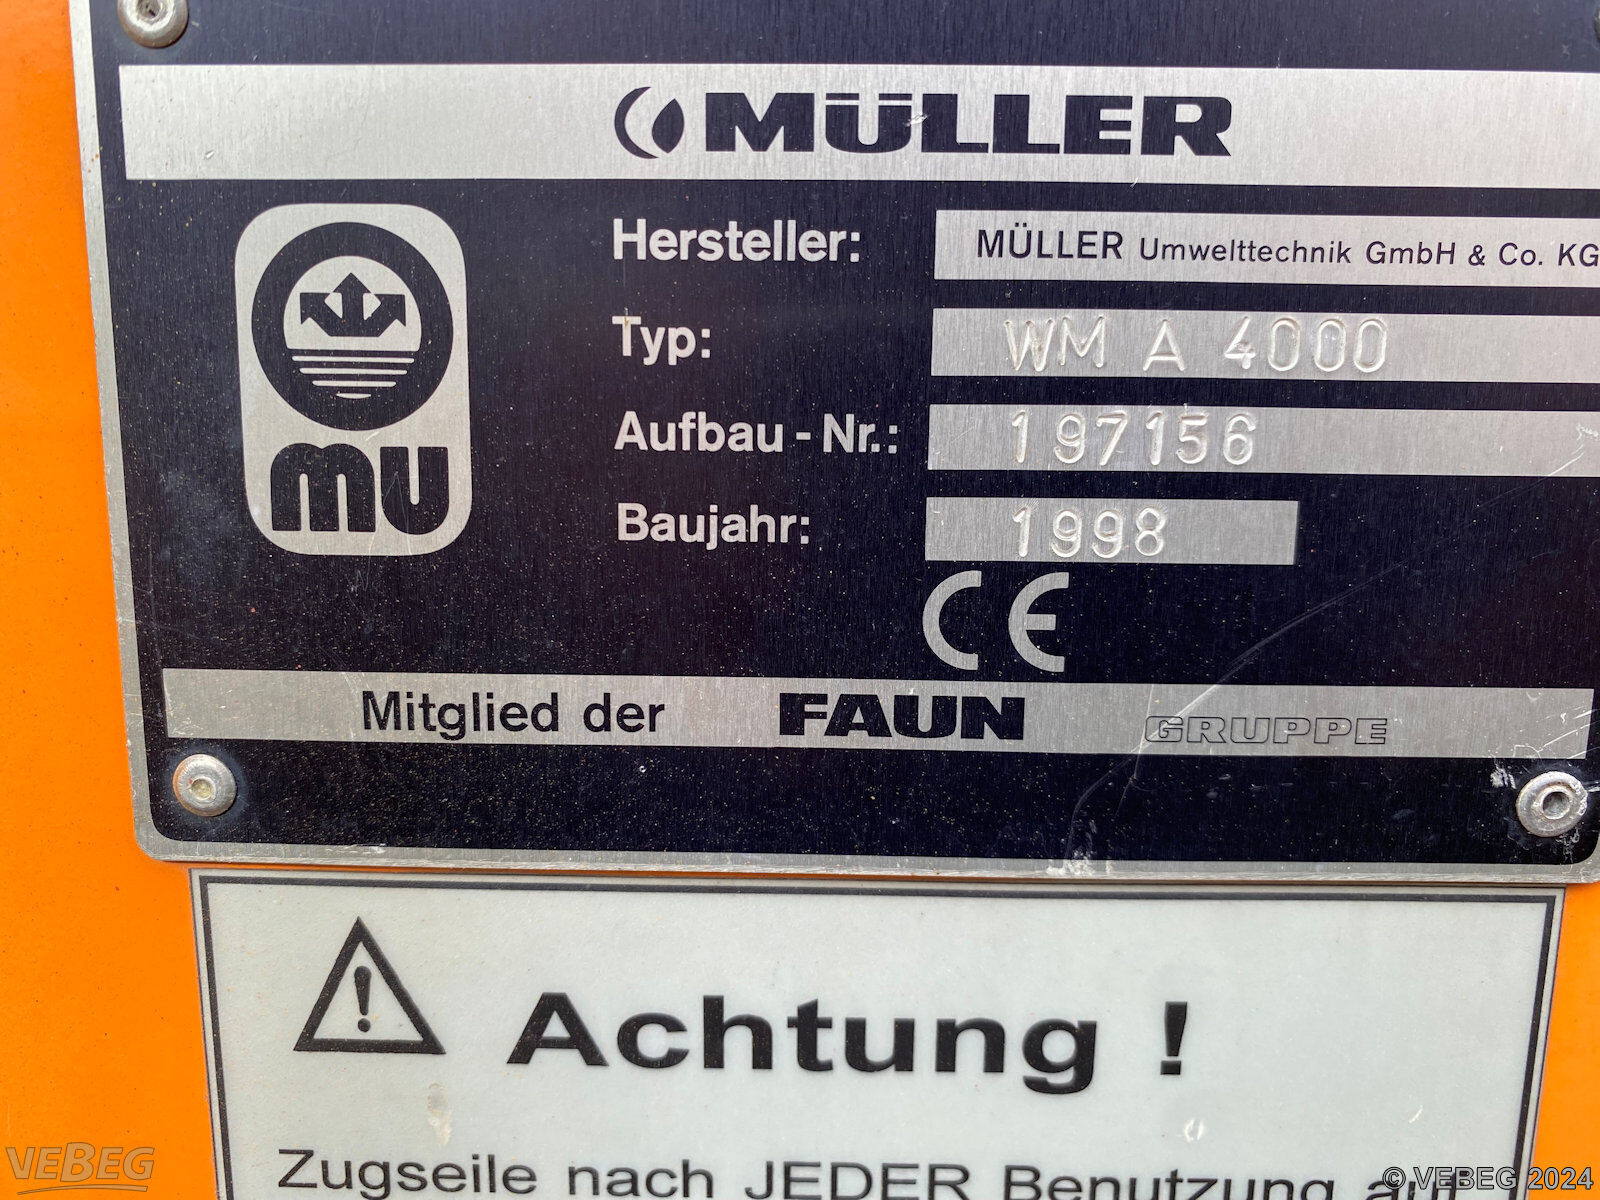 MÜLLER
Hersteller: MÜLLER Umwelttechnik GmbH & Co. KG
Typ: WM A 4000
Aufbau-Nr.: 197156
Baujahr: 1998
CE
mu
Mitglied der FAUN GRUPPE
Achtung !
Zugseile nach JEDER Benutzung
VEBEG
© VEBEG 2024